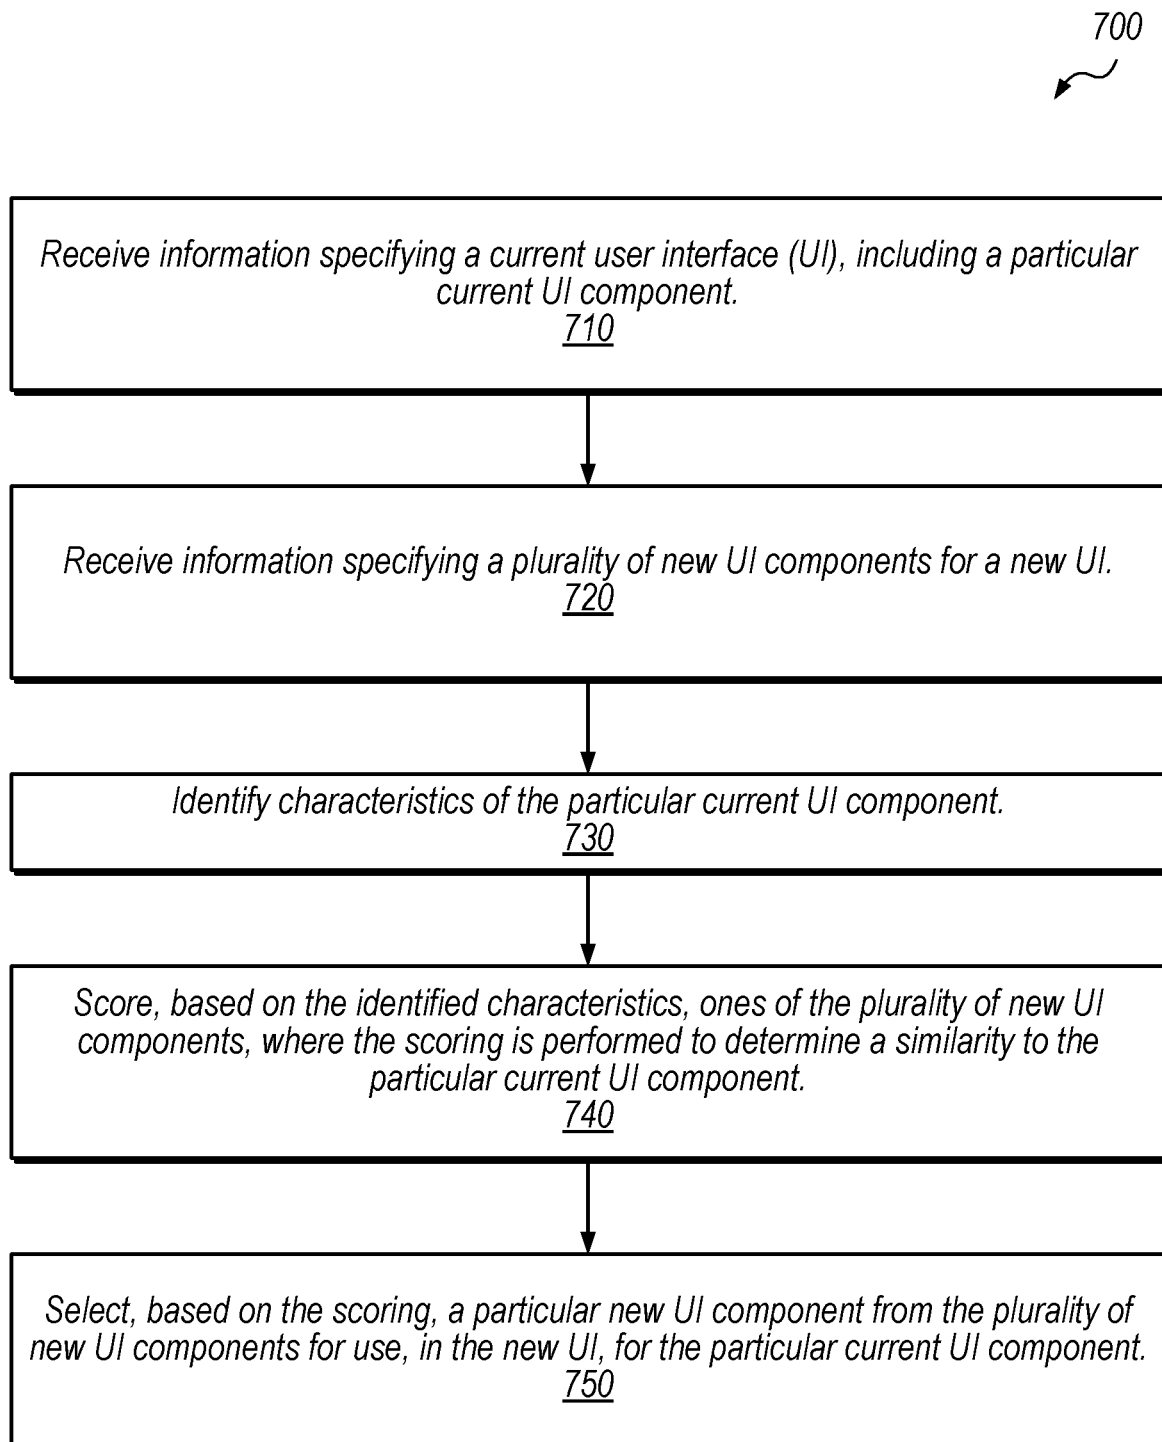 700
Receive information specifying a current user interface (UI), including a particular
current UI component.
710
Receive information specifying a plurality of new UI components for a new UI.
720
Identify characteristics of the particular current UI component.
730
Score, based on the identified characteristics, ones of the plurality of new UI
components, where the scoring is performed to determine a similarity to the
particular current UI component.
740
Select, based on the scoring, a particular new UI component from the plurality of
new UI components for use, in the new UI, for the particular current UI component.
750